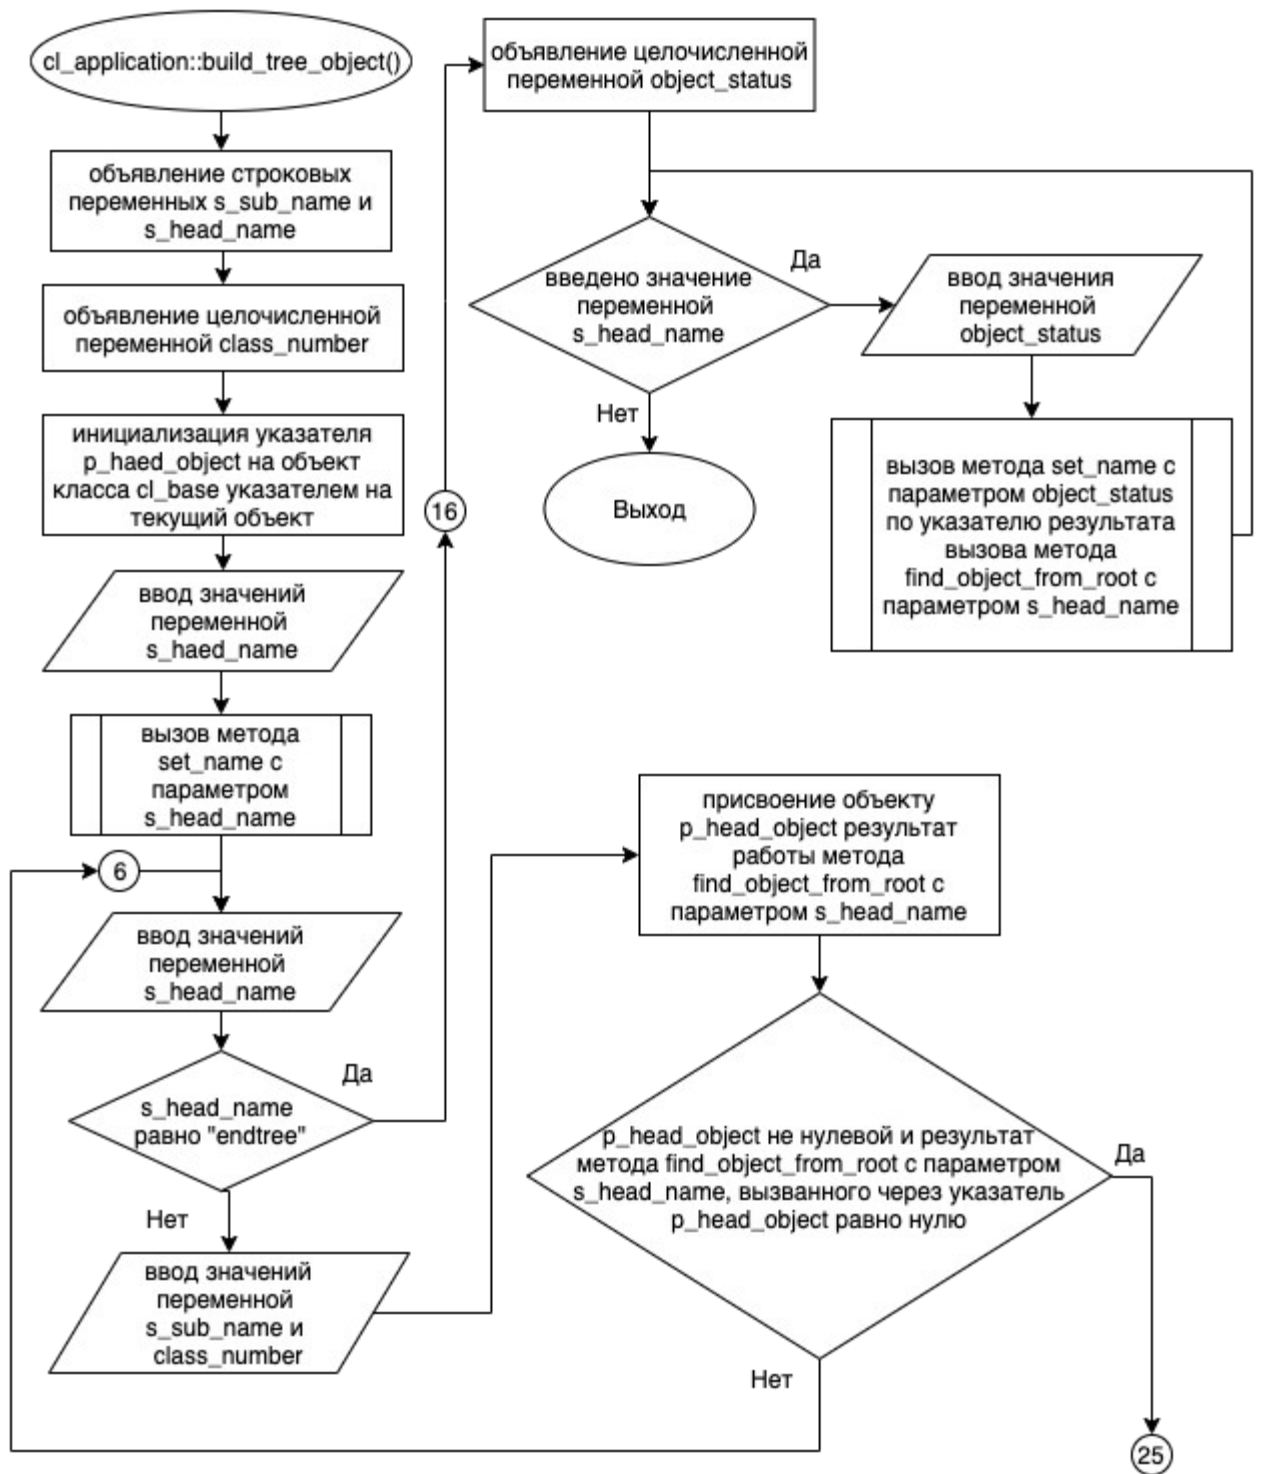 cl_application::build_tree_object()
объявление строковых
переменных s_sub_name и
s_head_name
объявление целочисленной
переменной class_number
инициализация указателя
p_haed_object на объект
класса cl_base указателем на
текущий объект
ввод значений
переменной
s_haed_name
вызов метода
set_name с
параметром
s_head_name
6
ввод значений
переменной
s_head_name
s_head_name
равно "endtree"
Да
Нет
ввод значений
переменной
s_sub_name и
class_number
16
объявление целочисленной
переменной object_status
введено значение
переменной
s_head_name
Да
Нет
Выход
ввод значения
переменной
object_status
вызов метода set_name с
параметром object_status
по указателю результата
вызова метода
find_object_from_root с
параметром s_head_name
присвоение объекту
p_head_object результат
работы метода
find_object_from_root с
параметром s_head_name
p_head_object не нулевой и результат
метода find_object_from_root с параметром
s_head_name, вызванного через указатель
p_head_object равно нулю
Да
Нет
25